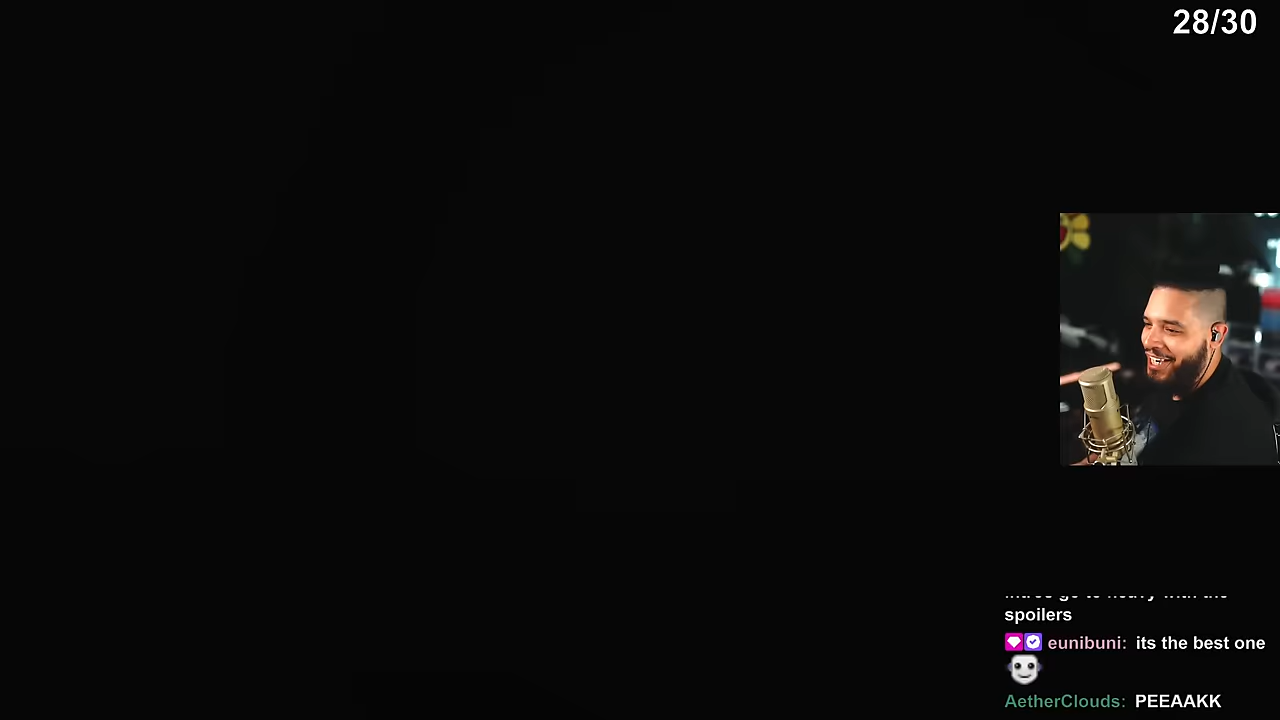 28/30
spoilers
eunibuni: its the best one
AetherClouds: PEEAAKK